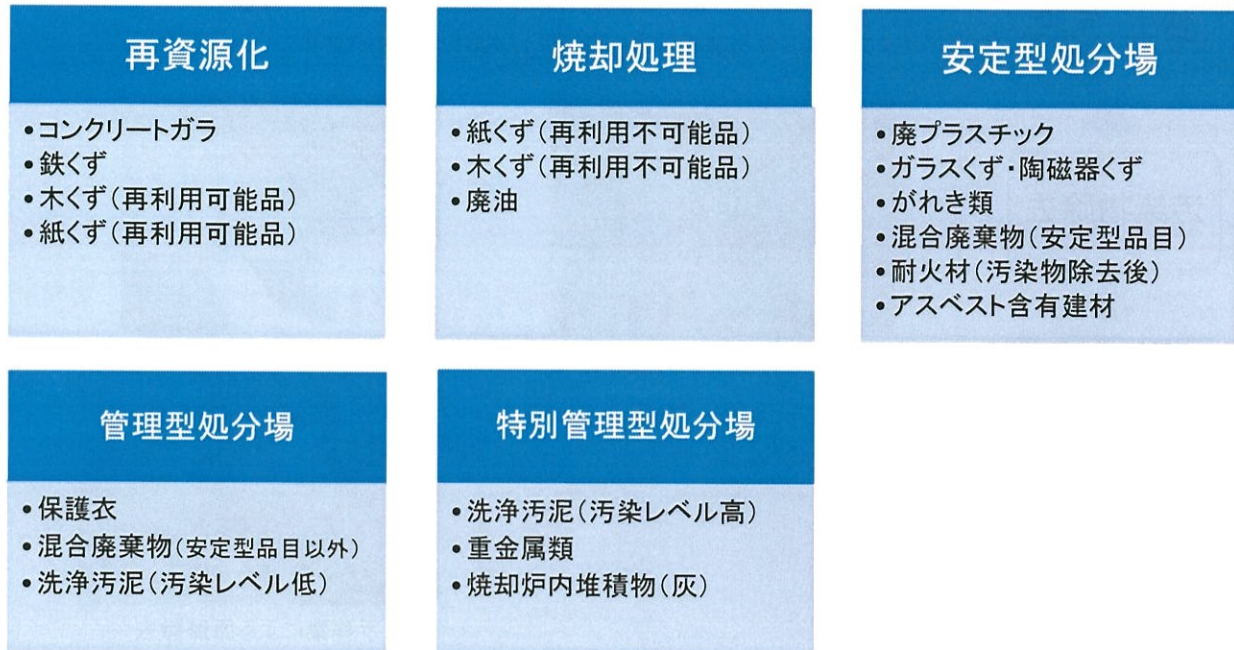 再資源化
•コンクリートガラ
•鉄くず
•木くず(再利用可能品)
•紙くず(再利用可能品)
焼却処理
•紙くず(再利用不可能品)
•木くず(再利用不可能品)
•廃油
安定型処分場
•廃プラスチック
•ガラスくず・陶磁器くず
•がれき類
•混合廃棄物(安定型品目)
•耐火材(汚染物除去後)
•アスベスト含有建材
管理型処分場
•保護衣
•混合廃棄物(安定型品目以外)
•洗浄汚泥(汚染レベル低)
特別管理型処分場
•洗浄汚泥(汚染レベル高)
•重金属類
•焼却炉内堆積物(灰)